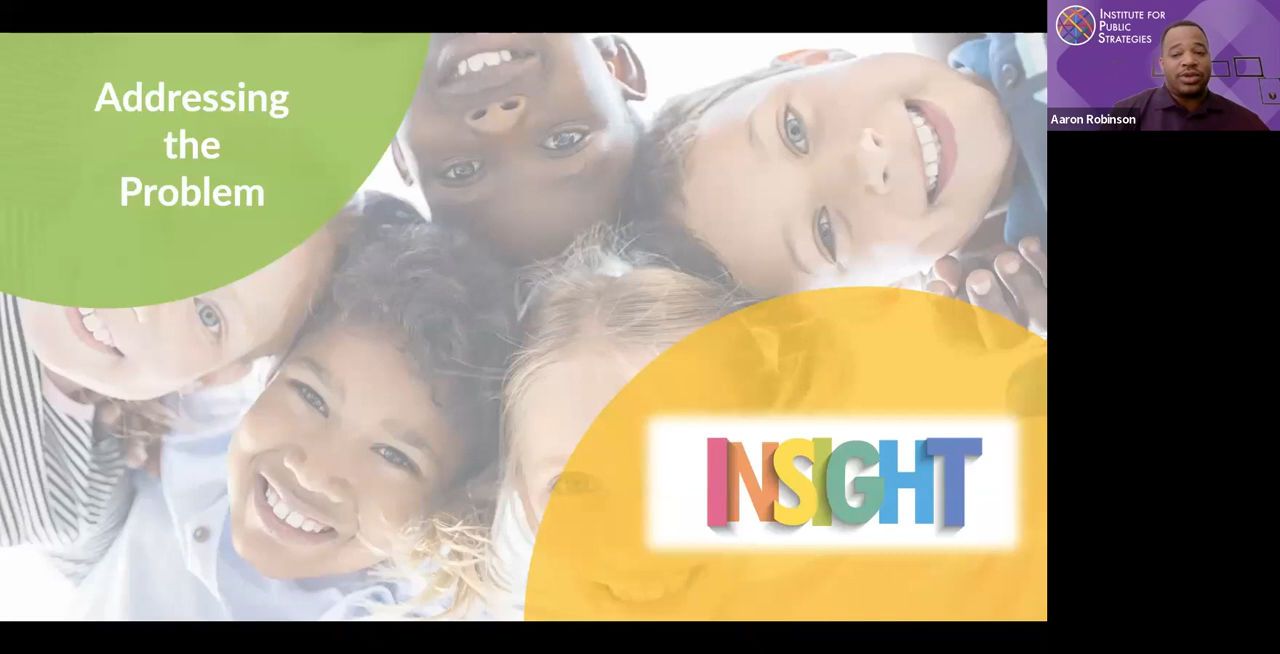 Addressing
the
Problem
INSIGHT
INSTITUTE FOR
PUBLIC
STRATEGIES
Aaron Robinson